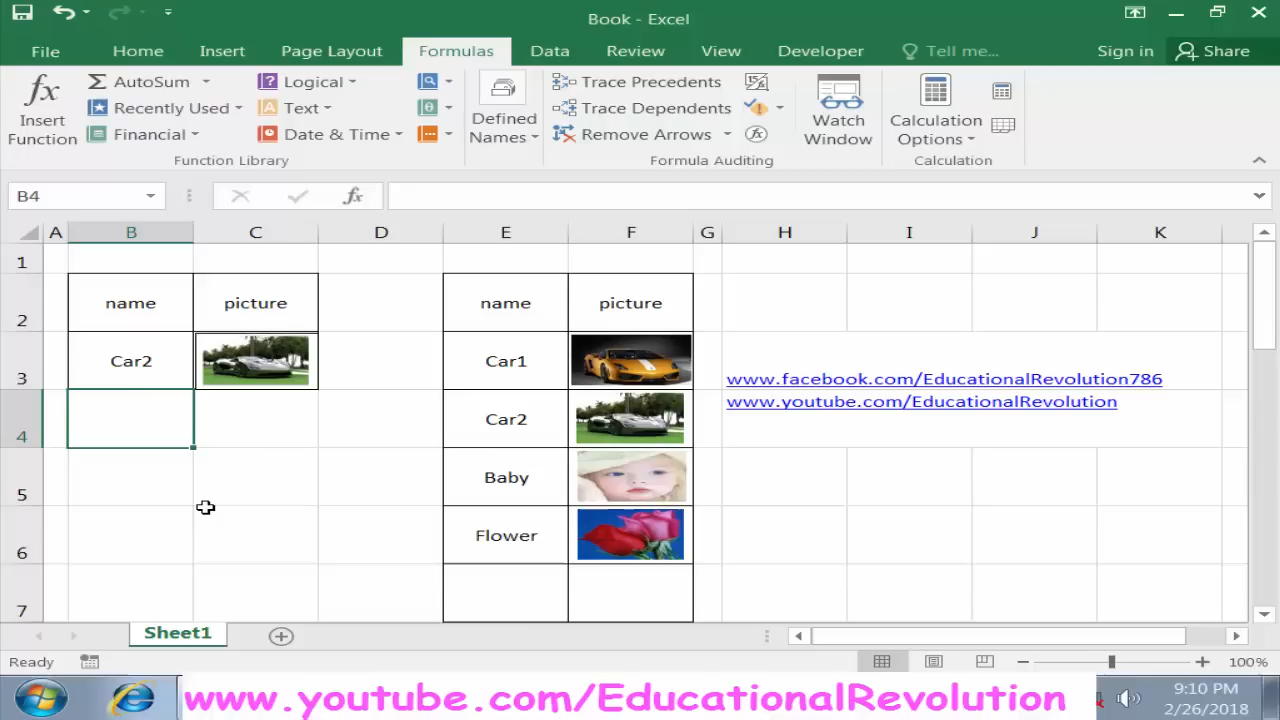 Book - Excel
File Home Insert Page Layout Formulas Data Review View Developer Tell me... Sign in Share
fx Insert Function
Σ AutoSum
Recently Used
Financial
Logical
Text
Date & Time
Function Library
Defined Names
Trace Precedents
Trace Dependents
Remove Arrows
fx
Watch Window
Formula Auditing
Calculation Options
Calculation
B4 fx
A B C D E F G H I J K
1
2 name picture name picture
3 Car2 Car1
www.facebook.com/EducationalRevolution786
www.youtube.com/EducationalRevolution
4 Car2
5 Baby
6 Flower
7
Sheet1
Ready 100%
www.youtube.com/EducationalRevolution
9:10 PM
2/26/2018